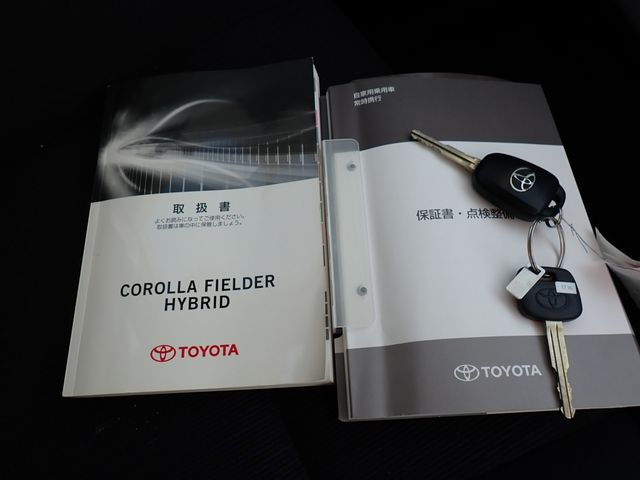 取扱書
よくお読みになってご使用ください。
取扱書は車の中に保管しましょう。
COROLLA FIELDER
HYBRID
TOYOTA
自家用乗用車
常時携行
保証書・点検整備
TOYOTA